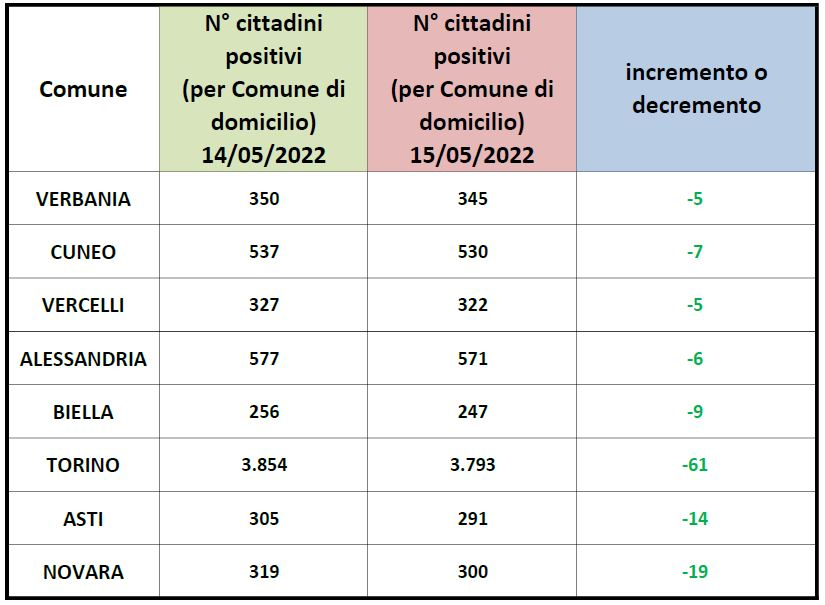 Comune
N° cittadini
positivi
(per Comune di
domicilio)
14/05/2022
N° cittadini
positivi
(per Comune di
domicilio)
15/05/2022
incremento o
decremento
VERBANIA 350 345 -5
CUNEO 537 530 -7
VERCELLI 327 322 -5
ALESSANDRIA 577 571 -6
BIELLA 256 247 -9
TORINO 3.854 3.793 -61
ASTI 305 291 -14
NOVARA 319 300 -19